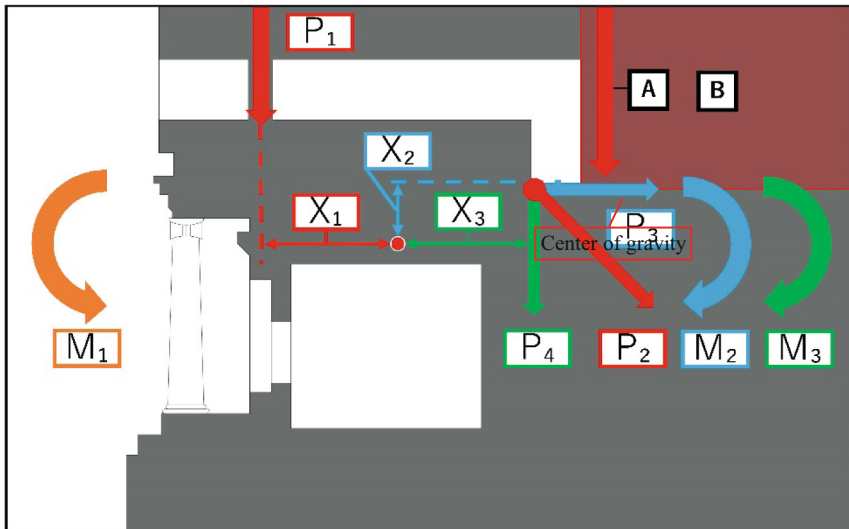 P1
A B
X2
X1 X3
P3
Center of gravity
M1 P4 P2 M2 M3